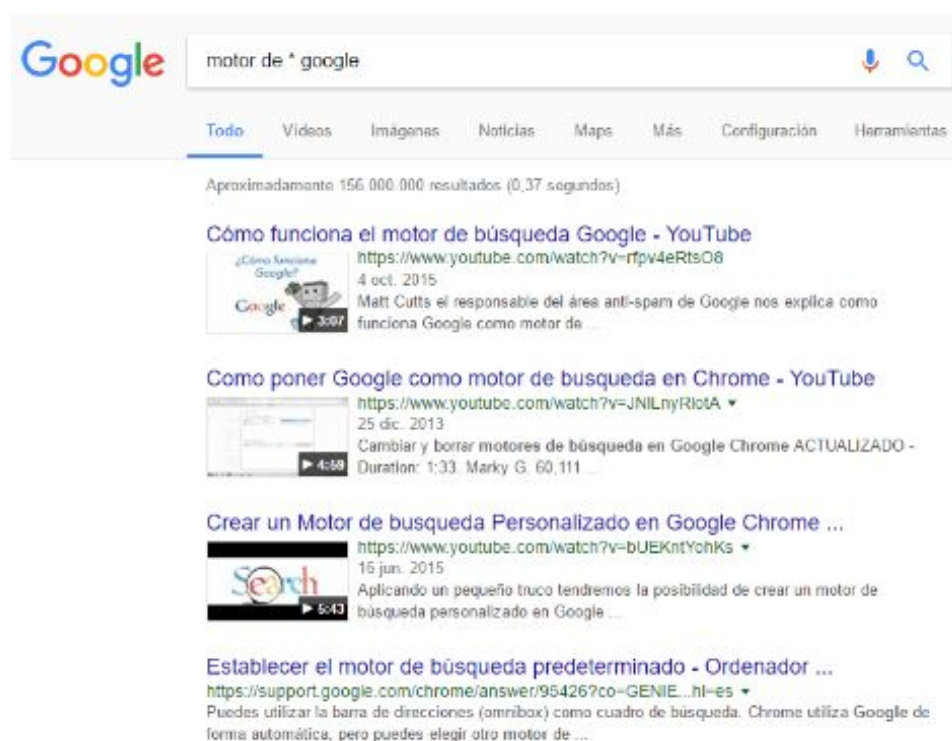 Google
motor de * google
Todo Vídeos Imágenes Noticias Maps Más Configuración Herramientas
Aproximadamente 156.000.000 resultados (0,37 segundos)
Cómo funciona el motor de búsqueda Google - YouTube
https://www.youtube.com/watch?v=rfpv4eRtsO8
¿Cómo funciona
Google?
Google
3:07
4 oct. 2015
Matt Cutts el responsable del área anti-spam de Google nos explica como
funciona Google como motor de ...
Como poner Google como motor de busqueda en Chrome - YouTube
https://www.youtube.com/watch?v=JNlLnyRlotA
4:59
25 dic. 2013
Cambiar y borrar motores de búsqueda en Google Chrome ACTUALIZADO -
Duration: 1:33. Marky G. 60,111 ...
Crear un Motor de busqueda Personalizado en Google Chrome ...
https://www.youtube.com/watch?v=bUEKntYohKs
Search
5:43
16 jun. 2015
Aplicando un pequeño truco tendremos la posibilidad de crear un motor de
búsqueda personalizado en Google ...
Establecer el motor de búsqueda predeterminado - Ordenador ...
https://support.google.com/chrome/answer/95426?co=GENIE...hl=es
Puedes utilizar la barra de direcciones (omnibox) como cuadro de búsqueda. Chrome utiliza Google de
forma automática, pero puedes elegir otro motor de ...